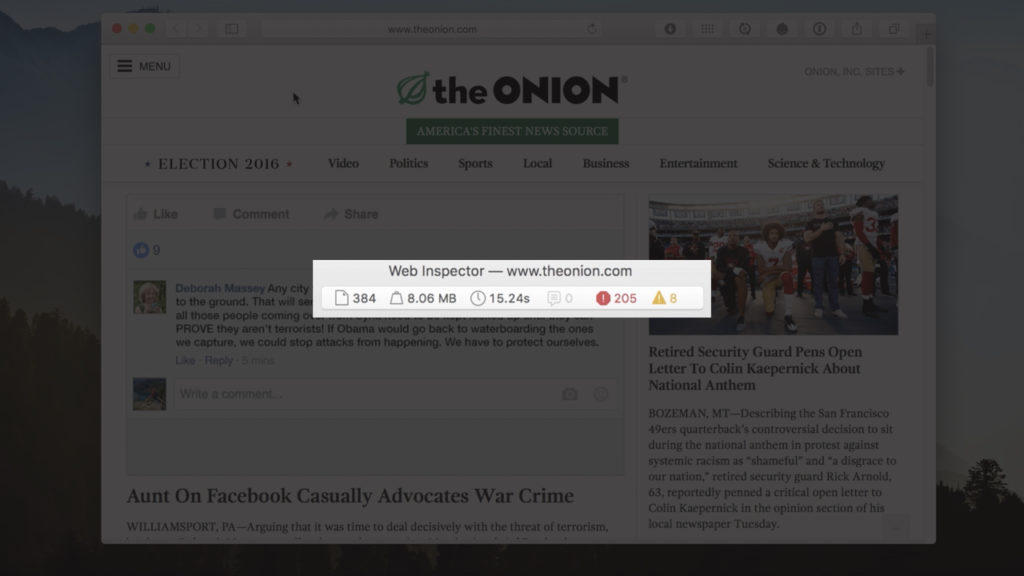 www.theonion.com
MENU
ONION, INC. SITES
the ONION®
AMERICA'S FINEST NEWS SOURCE
ELECTION 2016
Video
Politics
Sports
Local
Business
Entertainment
Science & Technology
Like
Comment
Share
9
Deborah Massey Any city
to the ground. That will
all those people coming
PROVE they aren't terrorists! If Obama would go back to waterboarding the ones
we capture, we could stop attacks from happening. We have to protect ourselves.
Like · Reply · 5 mins
Write a comment...
Web Inspector — www.theonion.com
384
8.06 MB
15.24s
0
205
8
Aunt On Facebook Casually Advocates War Crime
WILLIAMSPORT, PA—Arguing that it was time to deal decisively with the threat of terrorism,
Retired Security Guard Pens Open
Letter To Colin Kaepernick About
National Anthem
BOZEMAN, MT—Describing the San Francisco
49ers quarterback's controversial decision to sit
during the national anthem in protest against
systemic racism as “shameful” and “a disgrace to
our nation,” retired security guard Rick Arnold,
63, reportedly penned a critical open letter to
Colin Kaepernick in the opinion section of his
local newspaper Tuesday.